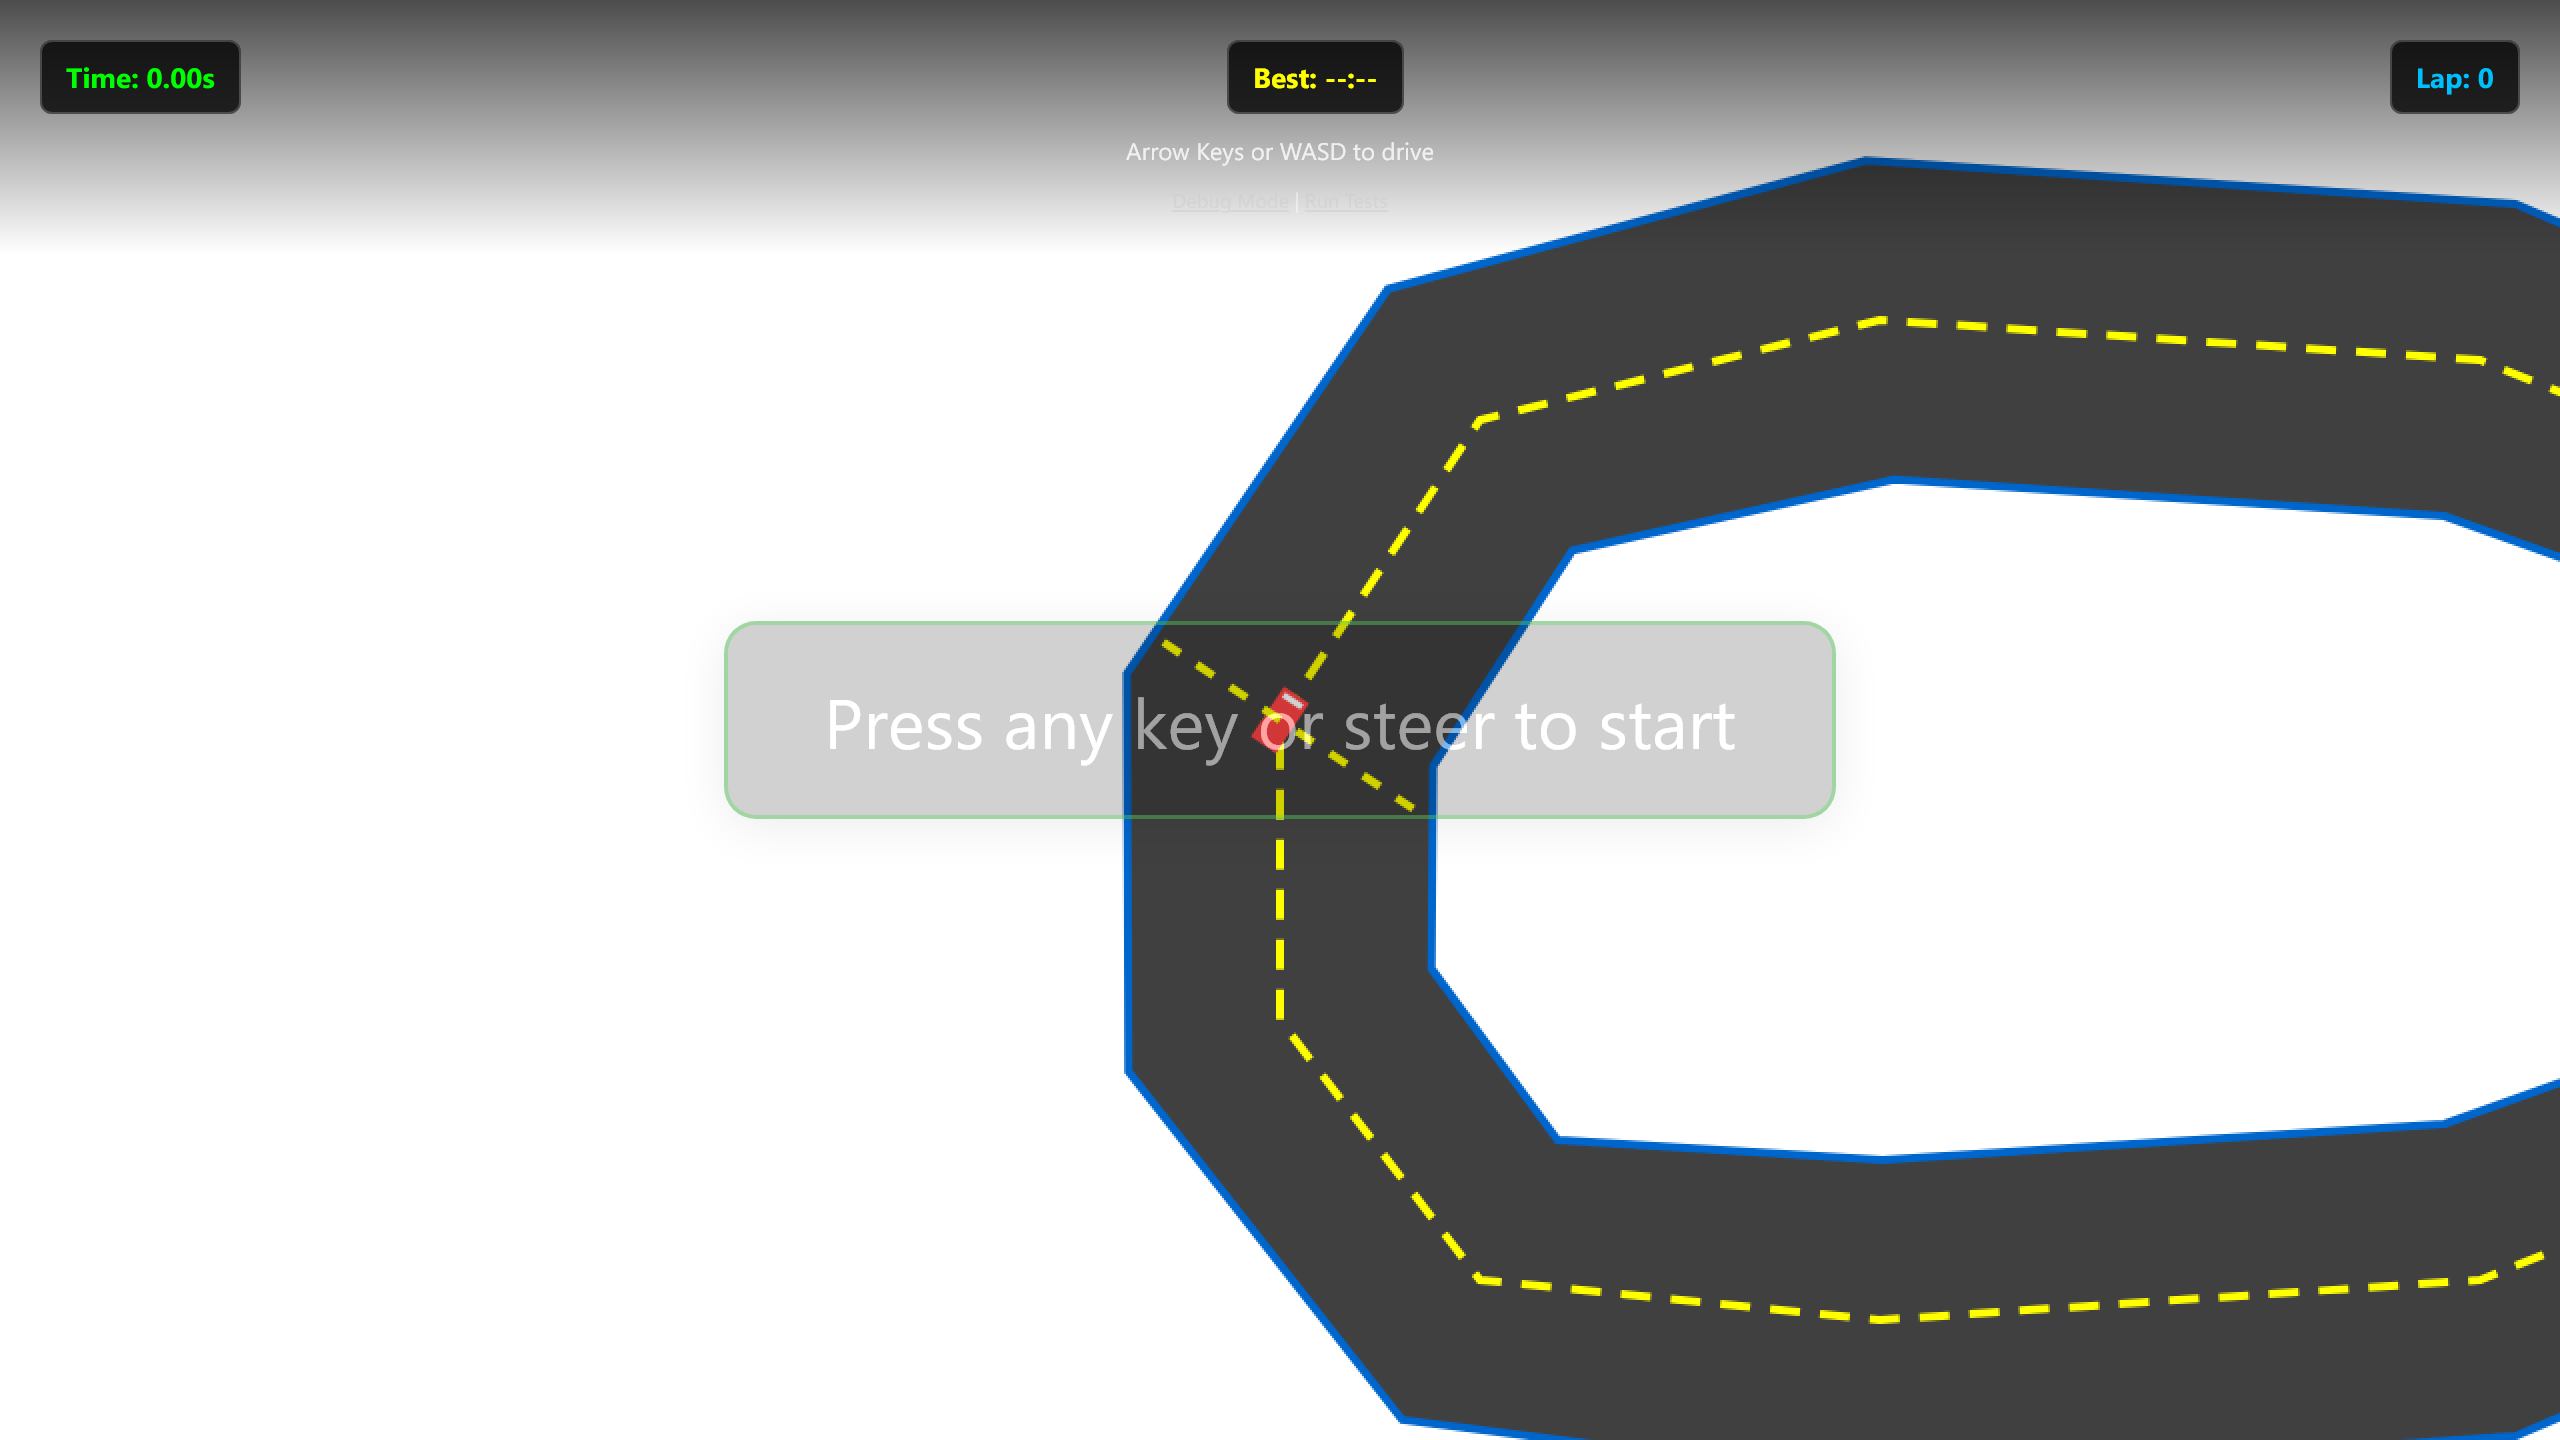 Time: 0.00s
Best: --:--
Lap: 0
Arrow Keys or WASD to drive
Debug Mode | Run Tests
Press any key or steer to start